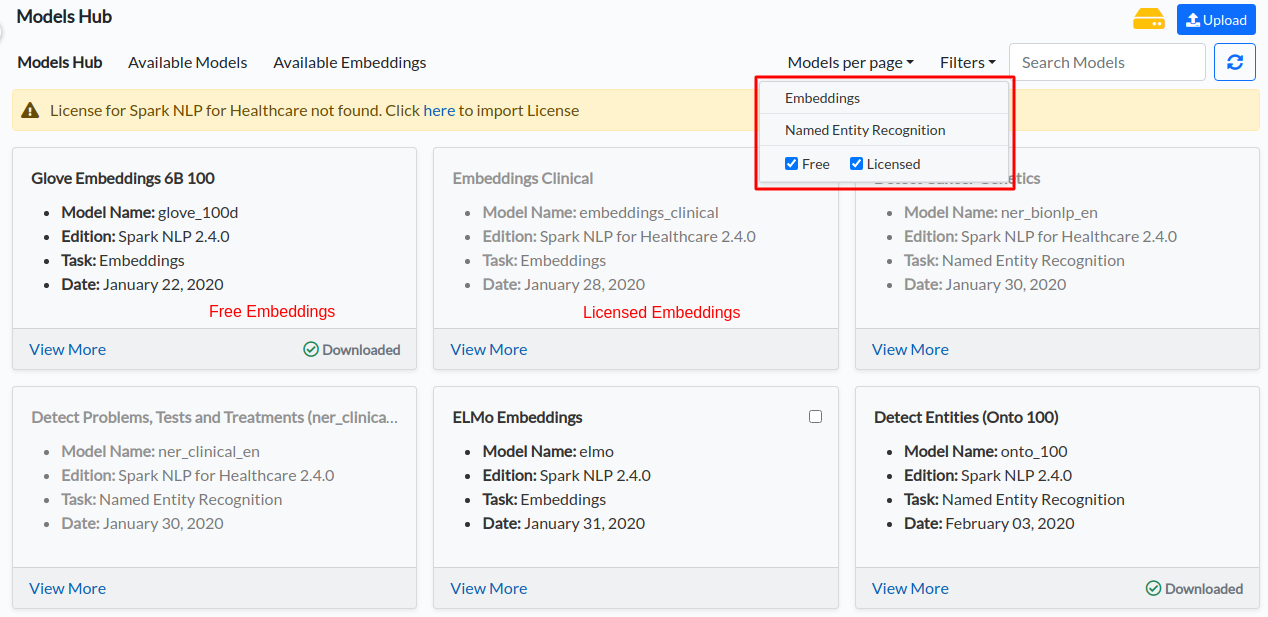 Models Hub
Upload
Models Hub Available Models Available Embeddings Models per page Filters Search Models
License for Spark NLP for Healthcare not found. Click here to import License
Embeddings
Named Entity Recognition
Free Licensed
Glove Embeddings 6B 100
Model Name: glove_100d
Edition: Spark NLP 2.4.0
Task: Embeddings
Date: January 22, 2020
Free Embeddings
View More Downloaded
Embeddings Clinical
Model Name: embeddings_clinical
Edition: Spark NLP for Healthcare 2.4.0
Task: Embeddings
Date: January 28, 2020
Licensed Embeddings
View More
Model Name: ner_bionlp_en
Edition: Spark NLP for Healthcare 2.4.0
Task: Named Entity Recognition
Date: January 30, 2020
View More
Detect Problems, Tests and Treatments (ner_clinica...
Model Name: ner_clinical_en
Edition: Spark NLP for Healthcare 2.4.0
Task: Named Entity Recognition
Date: January 30, 2020
View More
ELMo Embeddings
Model Name: elmo
Edition: Spark NLP 2.4.0
Task: Embeddings
Date: January 31, 2020
View More
Detect Entities (Onto 100)
Model Name: onto_100
Edition: Spark NLP 2.4.0
Task: Named Entity Recognition
Date: February 03, 2020
View More Downloaded